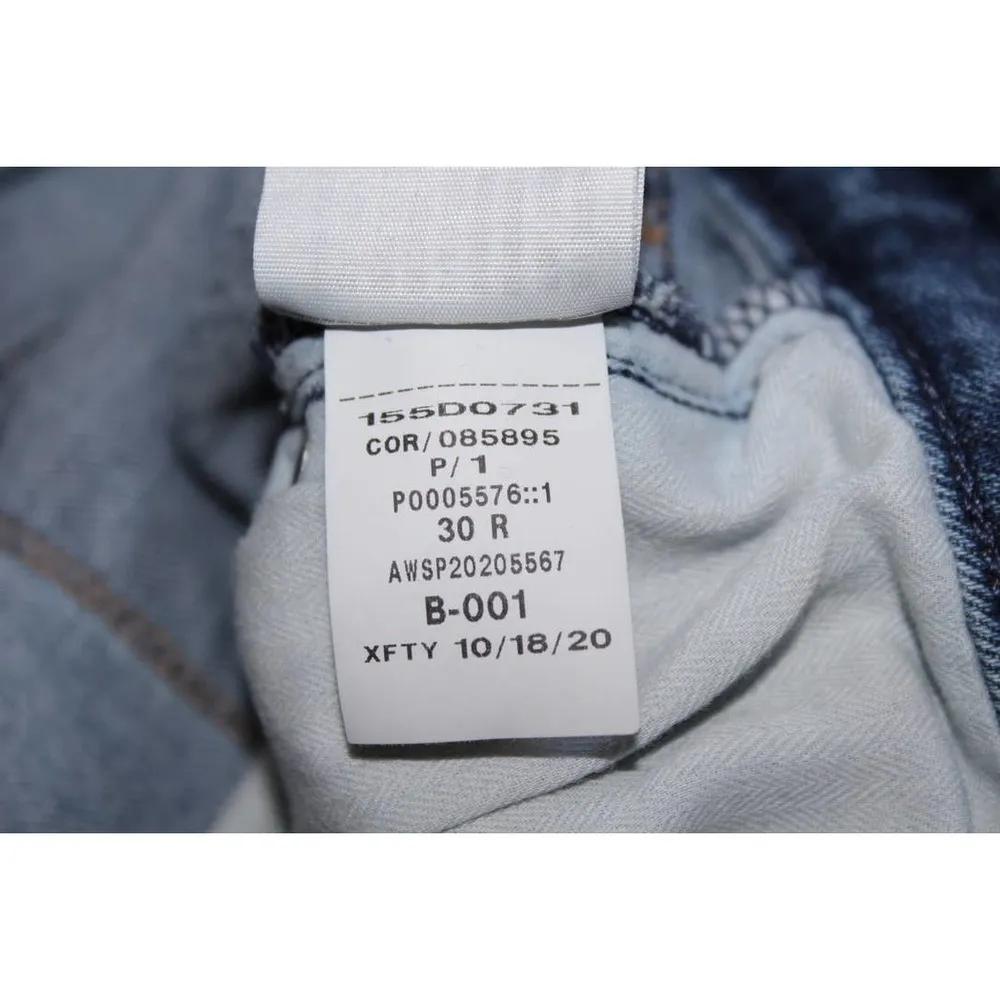 155D0731
COR/085895
P/1
P0005576::1
30 R
AWSP20205567
B-001
XFTY 10/18/20